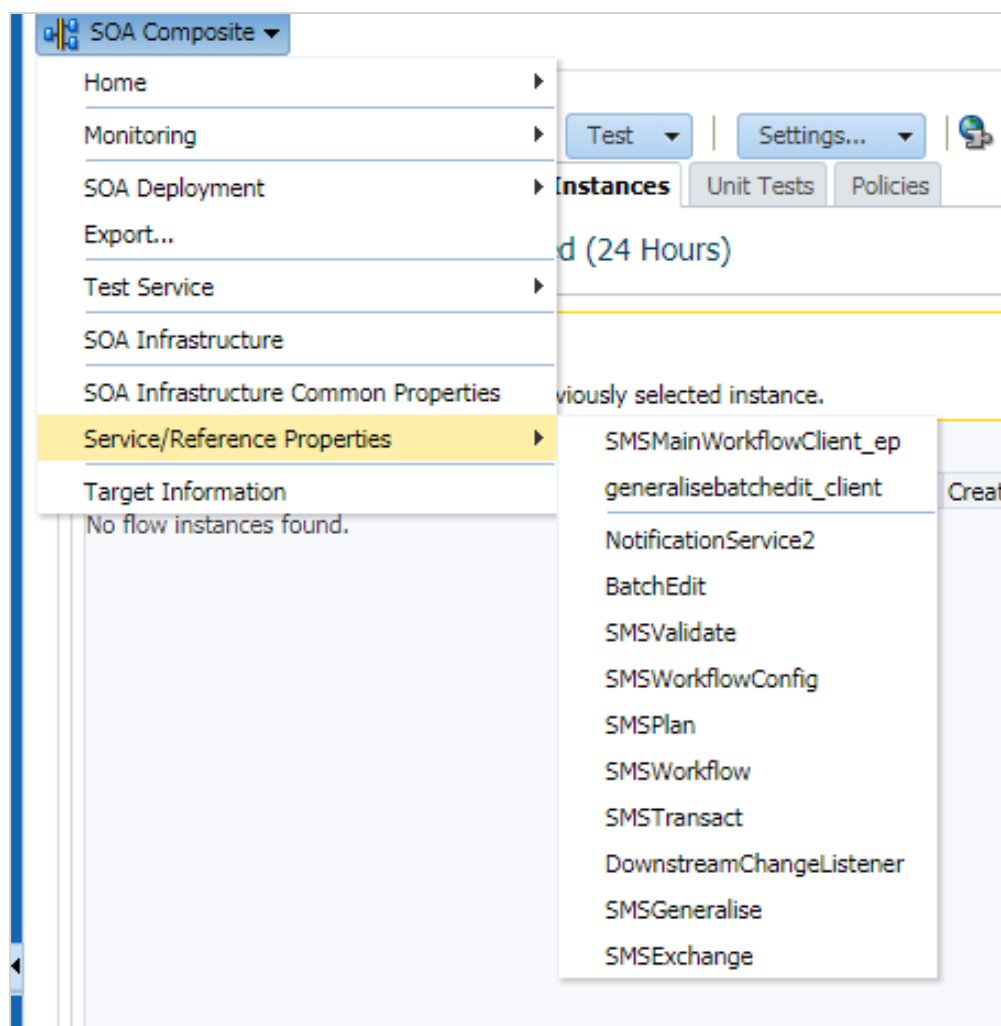 SOA Composite
Home
Monitoring
Test
Settings...
SOA Deployment
Instances
Unit Tests
Policies
Export...
d (24 Hours)
Test Service
SOA Infrastructure
SOA Infrastructure Common Properties
viously selected instance.
Service/Reference Properties
SMSMainWorkflowClient_ep
Target Information
generalisebatchedit_client
Creat
No flow instances found.
NotificationService2
BatchEdit
SMSValidate
SMSWorkflowConfig
SMSPlan
SMSWorkflow
SMSTransact
DownstreamChangeListener
SMSGeneralise
SMSExchange